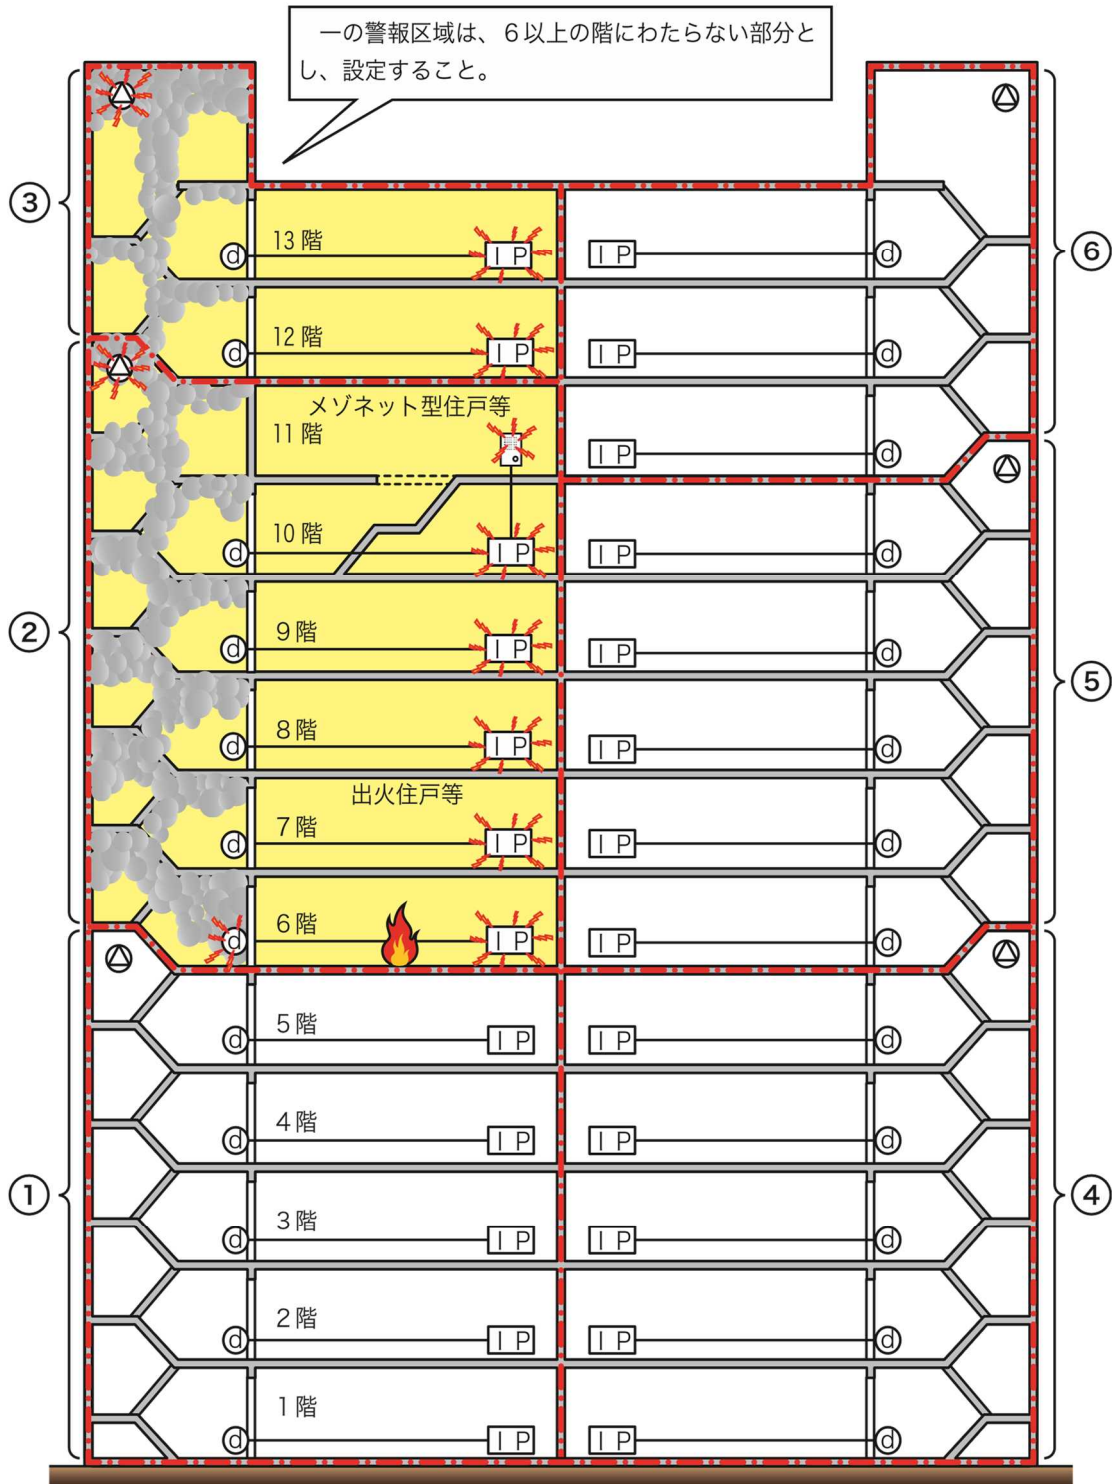 一の警報区域は、６以上の階にわたらない部分と
し、設定すること。
③
⑥
13階
d
ＩＰ
ＩＰ
d
12階
d
ＩＰ
ＩＰ
d
メゾネット型住戸等
11階
ＩＰ
d
10階
d
ＩＰ
ＩＰ
d
②
9階
d
ＩＰ
ＩＰ
d
⑤
8階
d
ＩＰ
ＩＰ
d
出火住戸等
7階
d
ＩＰ
ＩＰ
d
6階
d
ＩＰ
ＩＰ
d
5階
d
ＩＰ
ＩＰ
d
4階
d
ＩＰ
ＩＰ
d
①
④
3階
d
ＩＰ
ＩＰ
d
2階
d
ＩＰ
ＩＰ
d
1階
d
ＩＰ
ＩＰ
d